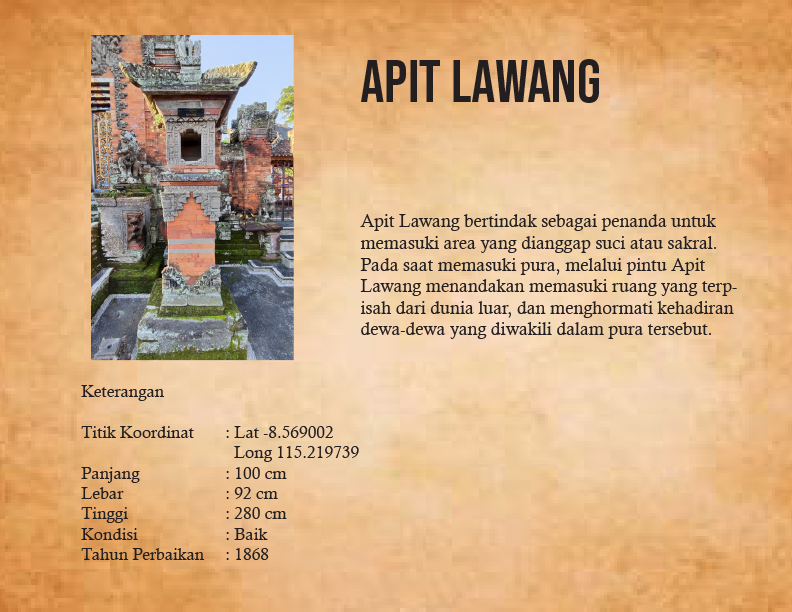 APIT LAWANG
Apit Lawang bertindak sebagai penanda untuk
memasuki area yang dianggap suci atau sakral.
Pada saat memasuki pura, melalui pintu Apit
Lawang menandakan memasuki ruang yang terp-
isah dari dunia luar, dan menghormati kehadiran
dewa-dewa yang diwakili dalam pura tersebut.
Keterangan
Titik Koordinat : Lat -8.569002
Long 115.219739
Panjang : 100 cm
Lebar : 92 cm
Tinggi : 280 cm
Kondisi : Baik
Tahun Perbaikan : 1868